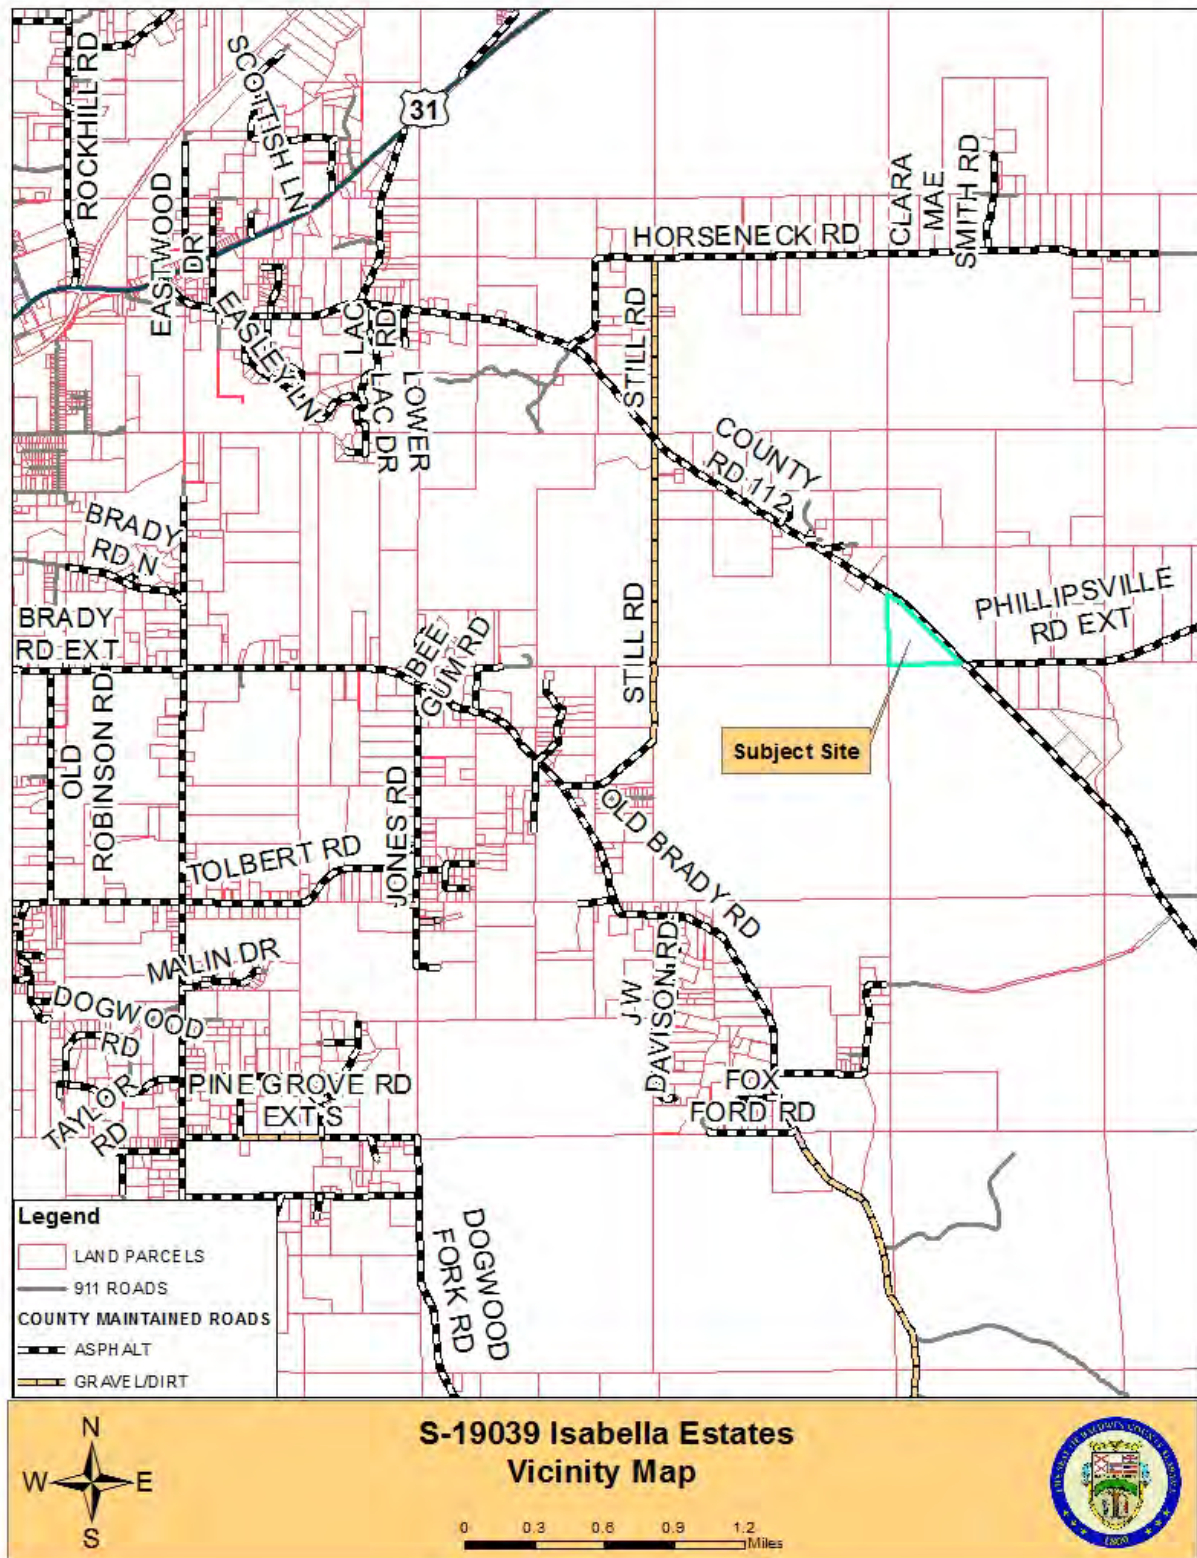 ROCKHILL RD
SCOTTISH LN
31
EASTWOOD
DR
CLARA
MAE
SMITH RD
HORSENECK RD
EASLEY LN
LAC
RD
LOWER
LAC DR
STILL RD
COUNTY
RD 112
BRADY
RD N
BRADY
RD EXT
BEE
GUM RD
STILL RD
PHILLIPSVILLE
RD EXT
OLD
ROBINSON RD
Subject Site
JONES RD
OLD BRADY RD
TOLBERT RD
MALIN DR
DOGWOOD
RD
J W
DAVISON RD
TAYLOR
RD
PINE GROVE RD
EXT S
FOX
FORD RD
DOGWOOD
FORK RD
Legend
LAND PARCELS
911 ROADS
COUNTY MAINTAINED ROADS
ASPHALT
GRAVEL/DIRT
N
W E
S
S-19039 Isabella Estates
Vicinity Map
0 0.3 0.6 0.9 1.2
Miles
1809